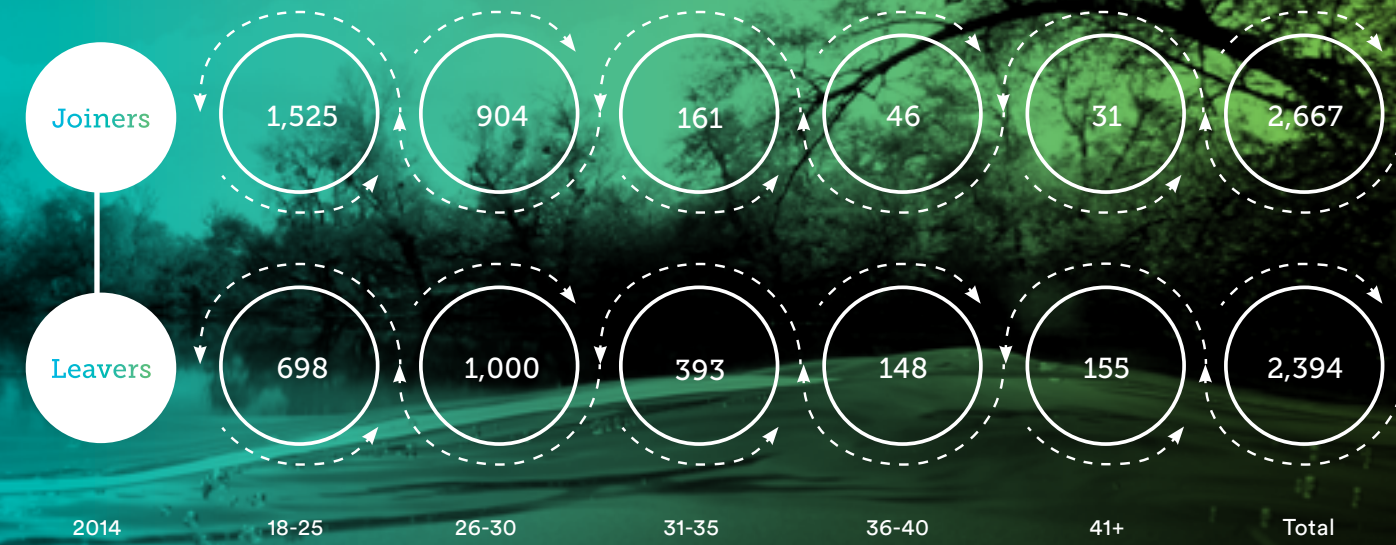 Joiners 1,525 904 161 46 31 2,667
Leavers 698 1,000 393 148 155 2,394
2014 18-25 26-30 31-35 36-40 41+ Total